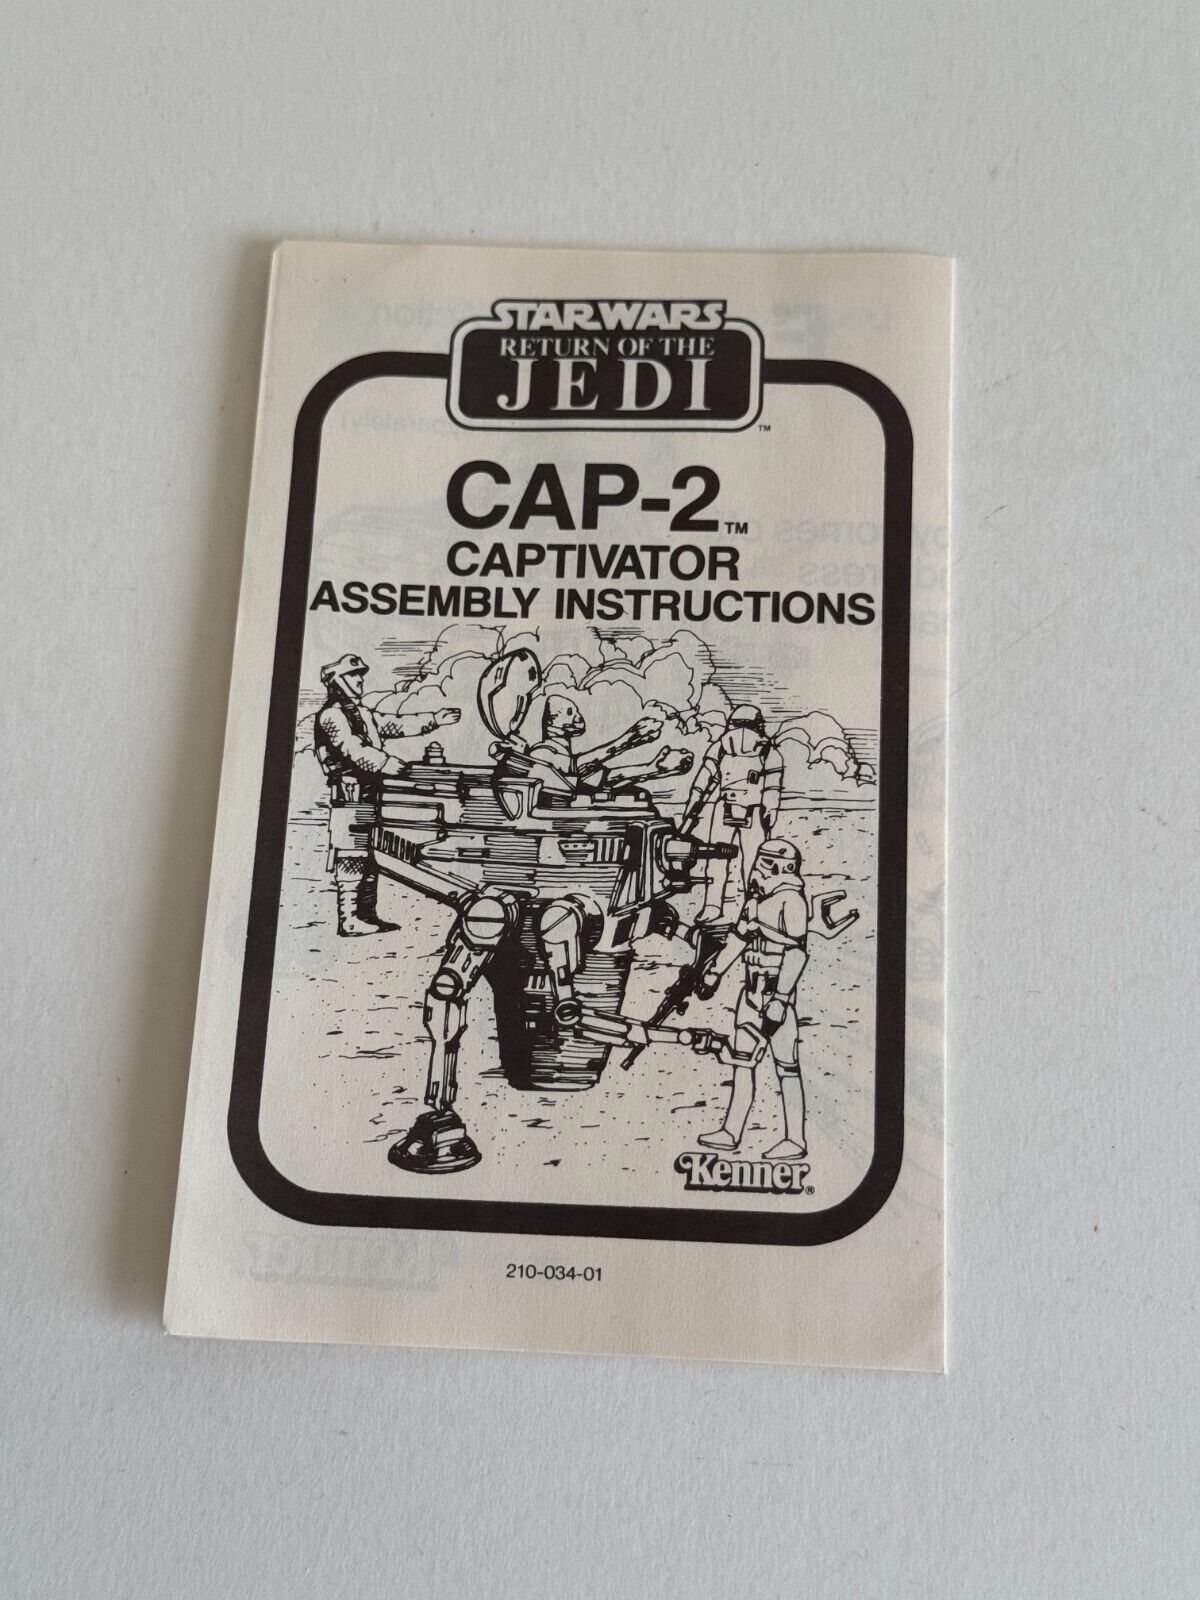 STAR WARS
RETURN OF THE
JEDI
™
CAP-2™
CAPTIVATOR
ASSEMBLY INSTRUCTIONS
Kenner®
210-034-01